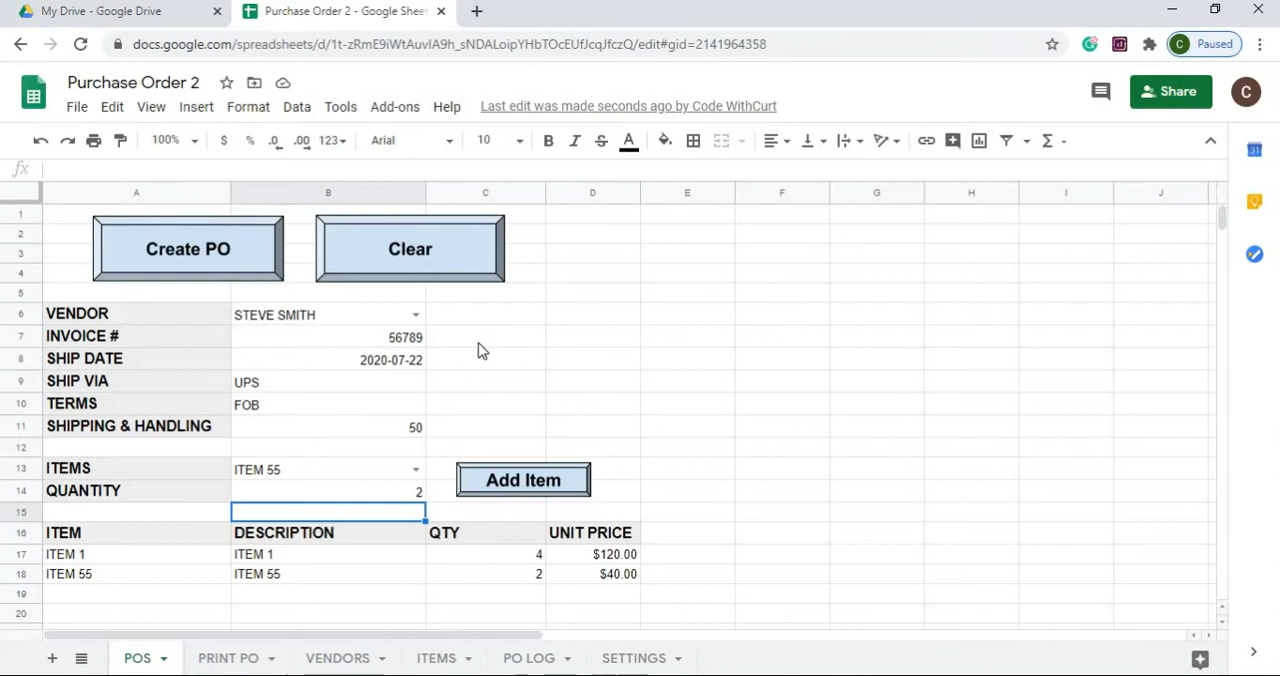 My Drive - Google Drive
Purchase Order 2 - Google Sheet
docs.google.com/spreadsheets/d/1t-zRmE9iWtAuvIA9h_sNDALoipYHbTOcEUfJcqJfczQ/edit#gid=2141964358
C Paused
Purchase Order 2
File Edit View Insert Format Data Tools Add-ons Help Last edit was made seconds ago by Code WithCurt
Share
C
100% $ % .0 .00 123 Arial 10 B I S A Σ
fx
A B C D E F G H I J
1
2
3
4
5
Create PO Clear
6 VENDOR STEVE SMITH
7 INVOICE # 56789
8 SHIP DATE 2020-07-22
9 SHIP VIA UPS
10 TERMS FOB
11 SHIPPING & HANDLING 50
12
13 ITEMS ITEM 55
Add Item
14 QUANTITY 2
15
16 ITEM DESCRIPTION QTY UNIT PRICE
17 ITEM 1 ITEM 1 4 $120.00
18 ITEM 55 ITEM 55 2 $40.00
19
20
POS PRINT PO VENDORS ITEMS PO LOG SETTINGS
31